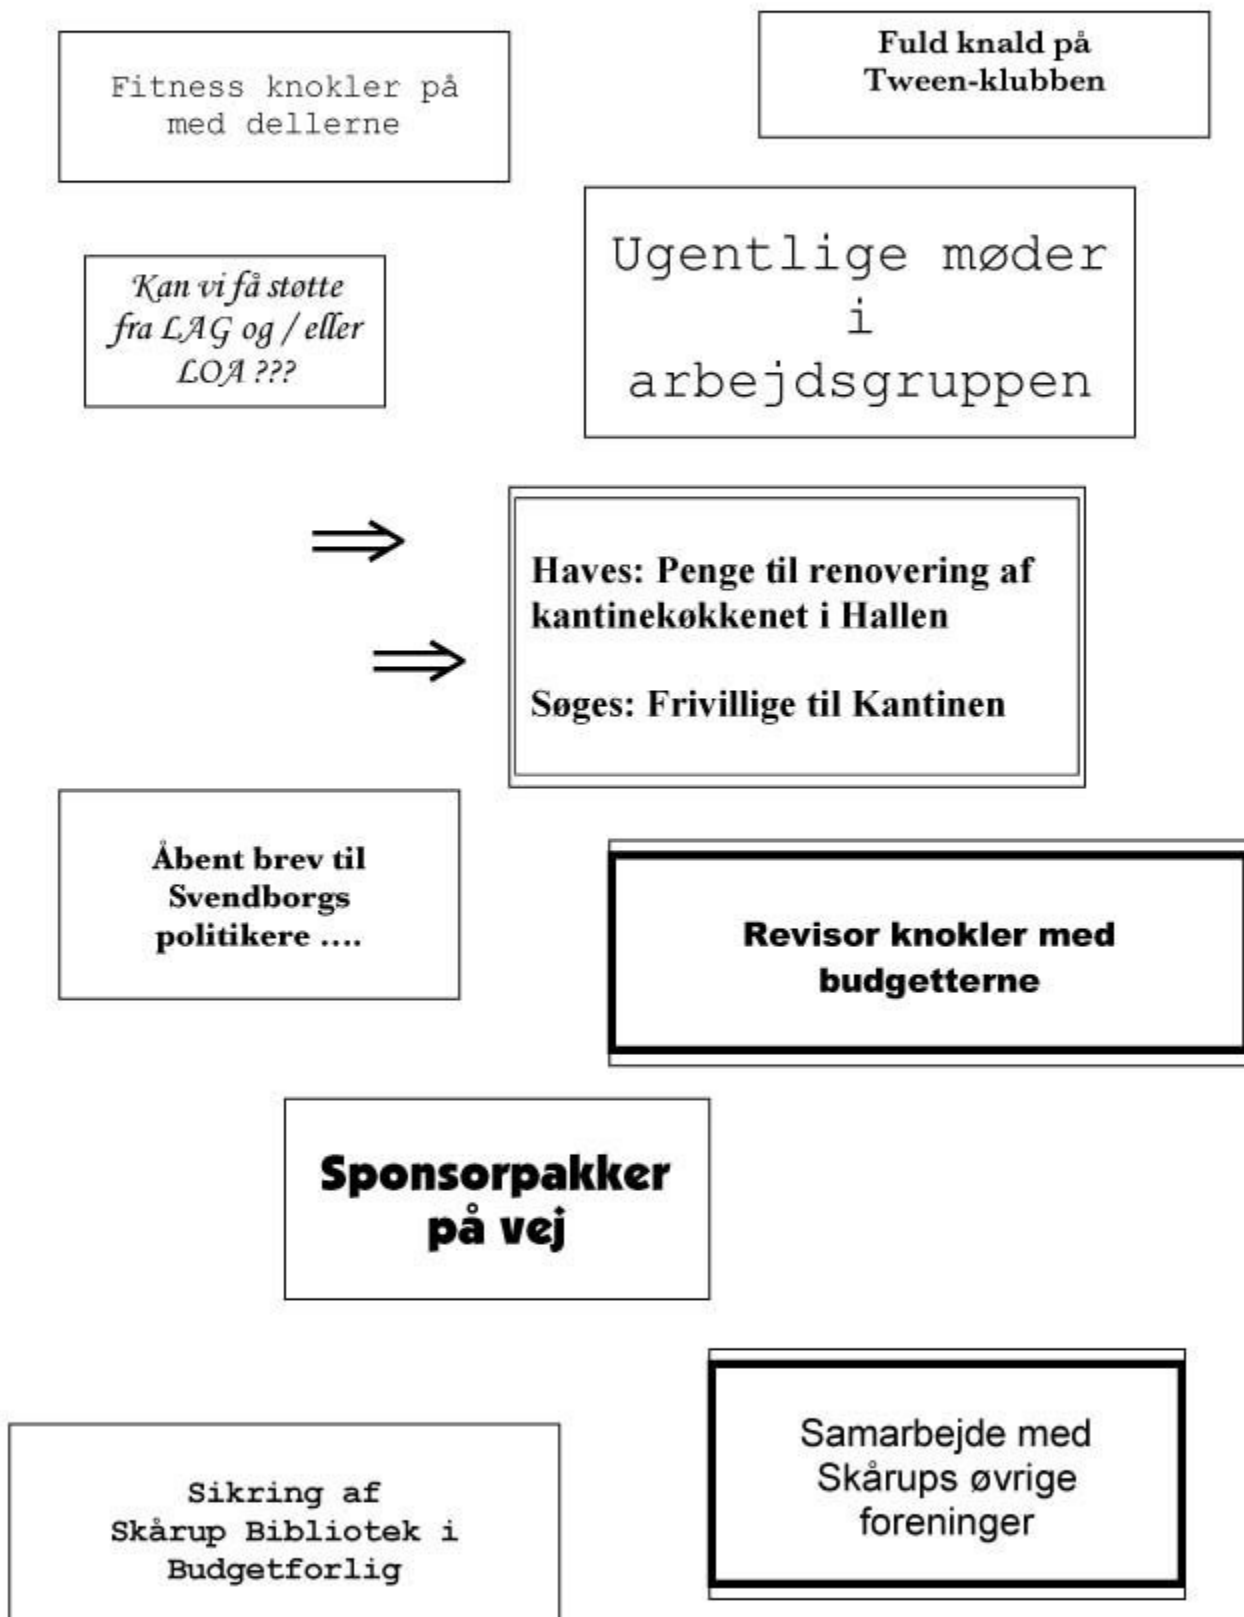 Fitness knokler på
med dellerne
Fuld knald på
Tween-klubben
Ugentlige møder
i
arbejdsgruppen
Kan vi få støtte
fra LAG og / eller
LOA ???
Haves: Penge til renovering af
kantinekøkkenet i Hallen
Søges: Frivillige til Kantinen
Åbent brev til
Svendborgs
politikere ....
Revisor knokler med
budgetterne
Sponsorpakker
på vej
Samarbejde med
Skårups øvrige
foreninger
Sikring af
Skårup Bibliotek i
Budgetforlig